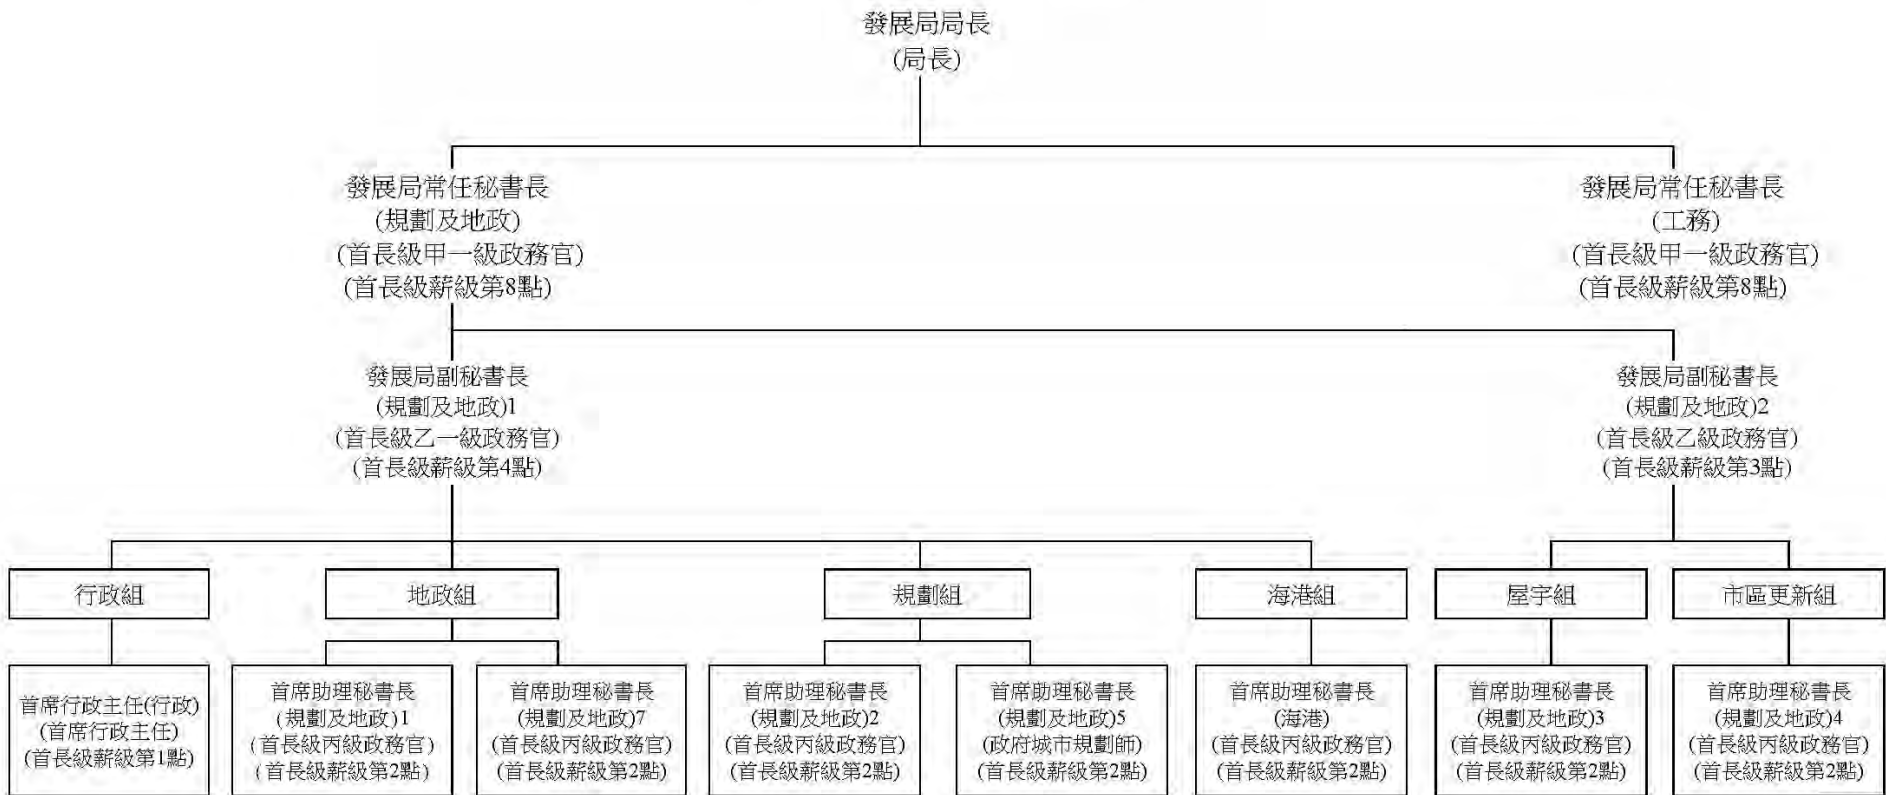 發展局局長
(局長)
發展局常任秘書長
(規劃及地政)
(首長級甲一級政務官)
(首長級薪級第8點)
發展局常任秘書長
(工務)
(首長級甲一級政務官)
(首長級薪級第8點)
發展局副秘書長
(規劃及地政)1
(首長級乙一級政務官)
(首長級薪級第4點)
發展局副秘書長
(規劃及地政)2
(首長級乙級政務官)
(首長級薪級第3點)
行政組
地政組
規劃組
海港組
屋宇組
市區更新組
首席行政主任(行政)
(首席行政主任)
(首長級薪級第1點)
首席助理秘書長
(規劃及地政)1
(首長級丙級政務官)
(首長級薪級第2點)
首席助理秘書長
(規劃及地政)7
(首長級丙級政務官)
(首長級薪級第2點)
首席助理秘書長
(規劃及地政)2
(首長級丙級政務官)
(首長級薪級第2點)
首席助理秘書長
(規劃及地政)5
(政府城市規劃師)
(首長級薪級第2點)
首席助理秘書長
(海港)
(首長級丙級政務官)
(首長級薪級第2點)
首席助理秘書長
(規劃及地政)3
(首長級丙級政務官)
(首長級薪級第2點)
首席助理秘書長
(規劃及地政)4
(首長級丙級政務官)
(首長級薪級第2點)